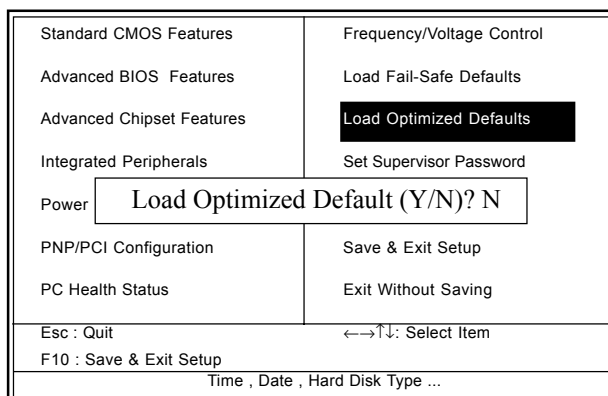 Standard CMOS Features
Frequency/Voltage Control
Advanced BIOS Features
Load Fail-Safe Defaults
Advanced Chipset Features
Load Optimized Defaults
Integrated Peripherals
Set Supervisor Password
Power
Load Optimized Default (Y/N)? N
PNP/PCI Configuration
Save & Exit Setup
PC Health Status
Exit Without Saving
Esc : Quit
←→↑↓: Select Item
F10 : Save & Exit Setup
Time , Date , Hard Disk Type ...